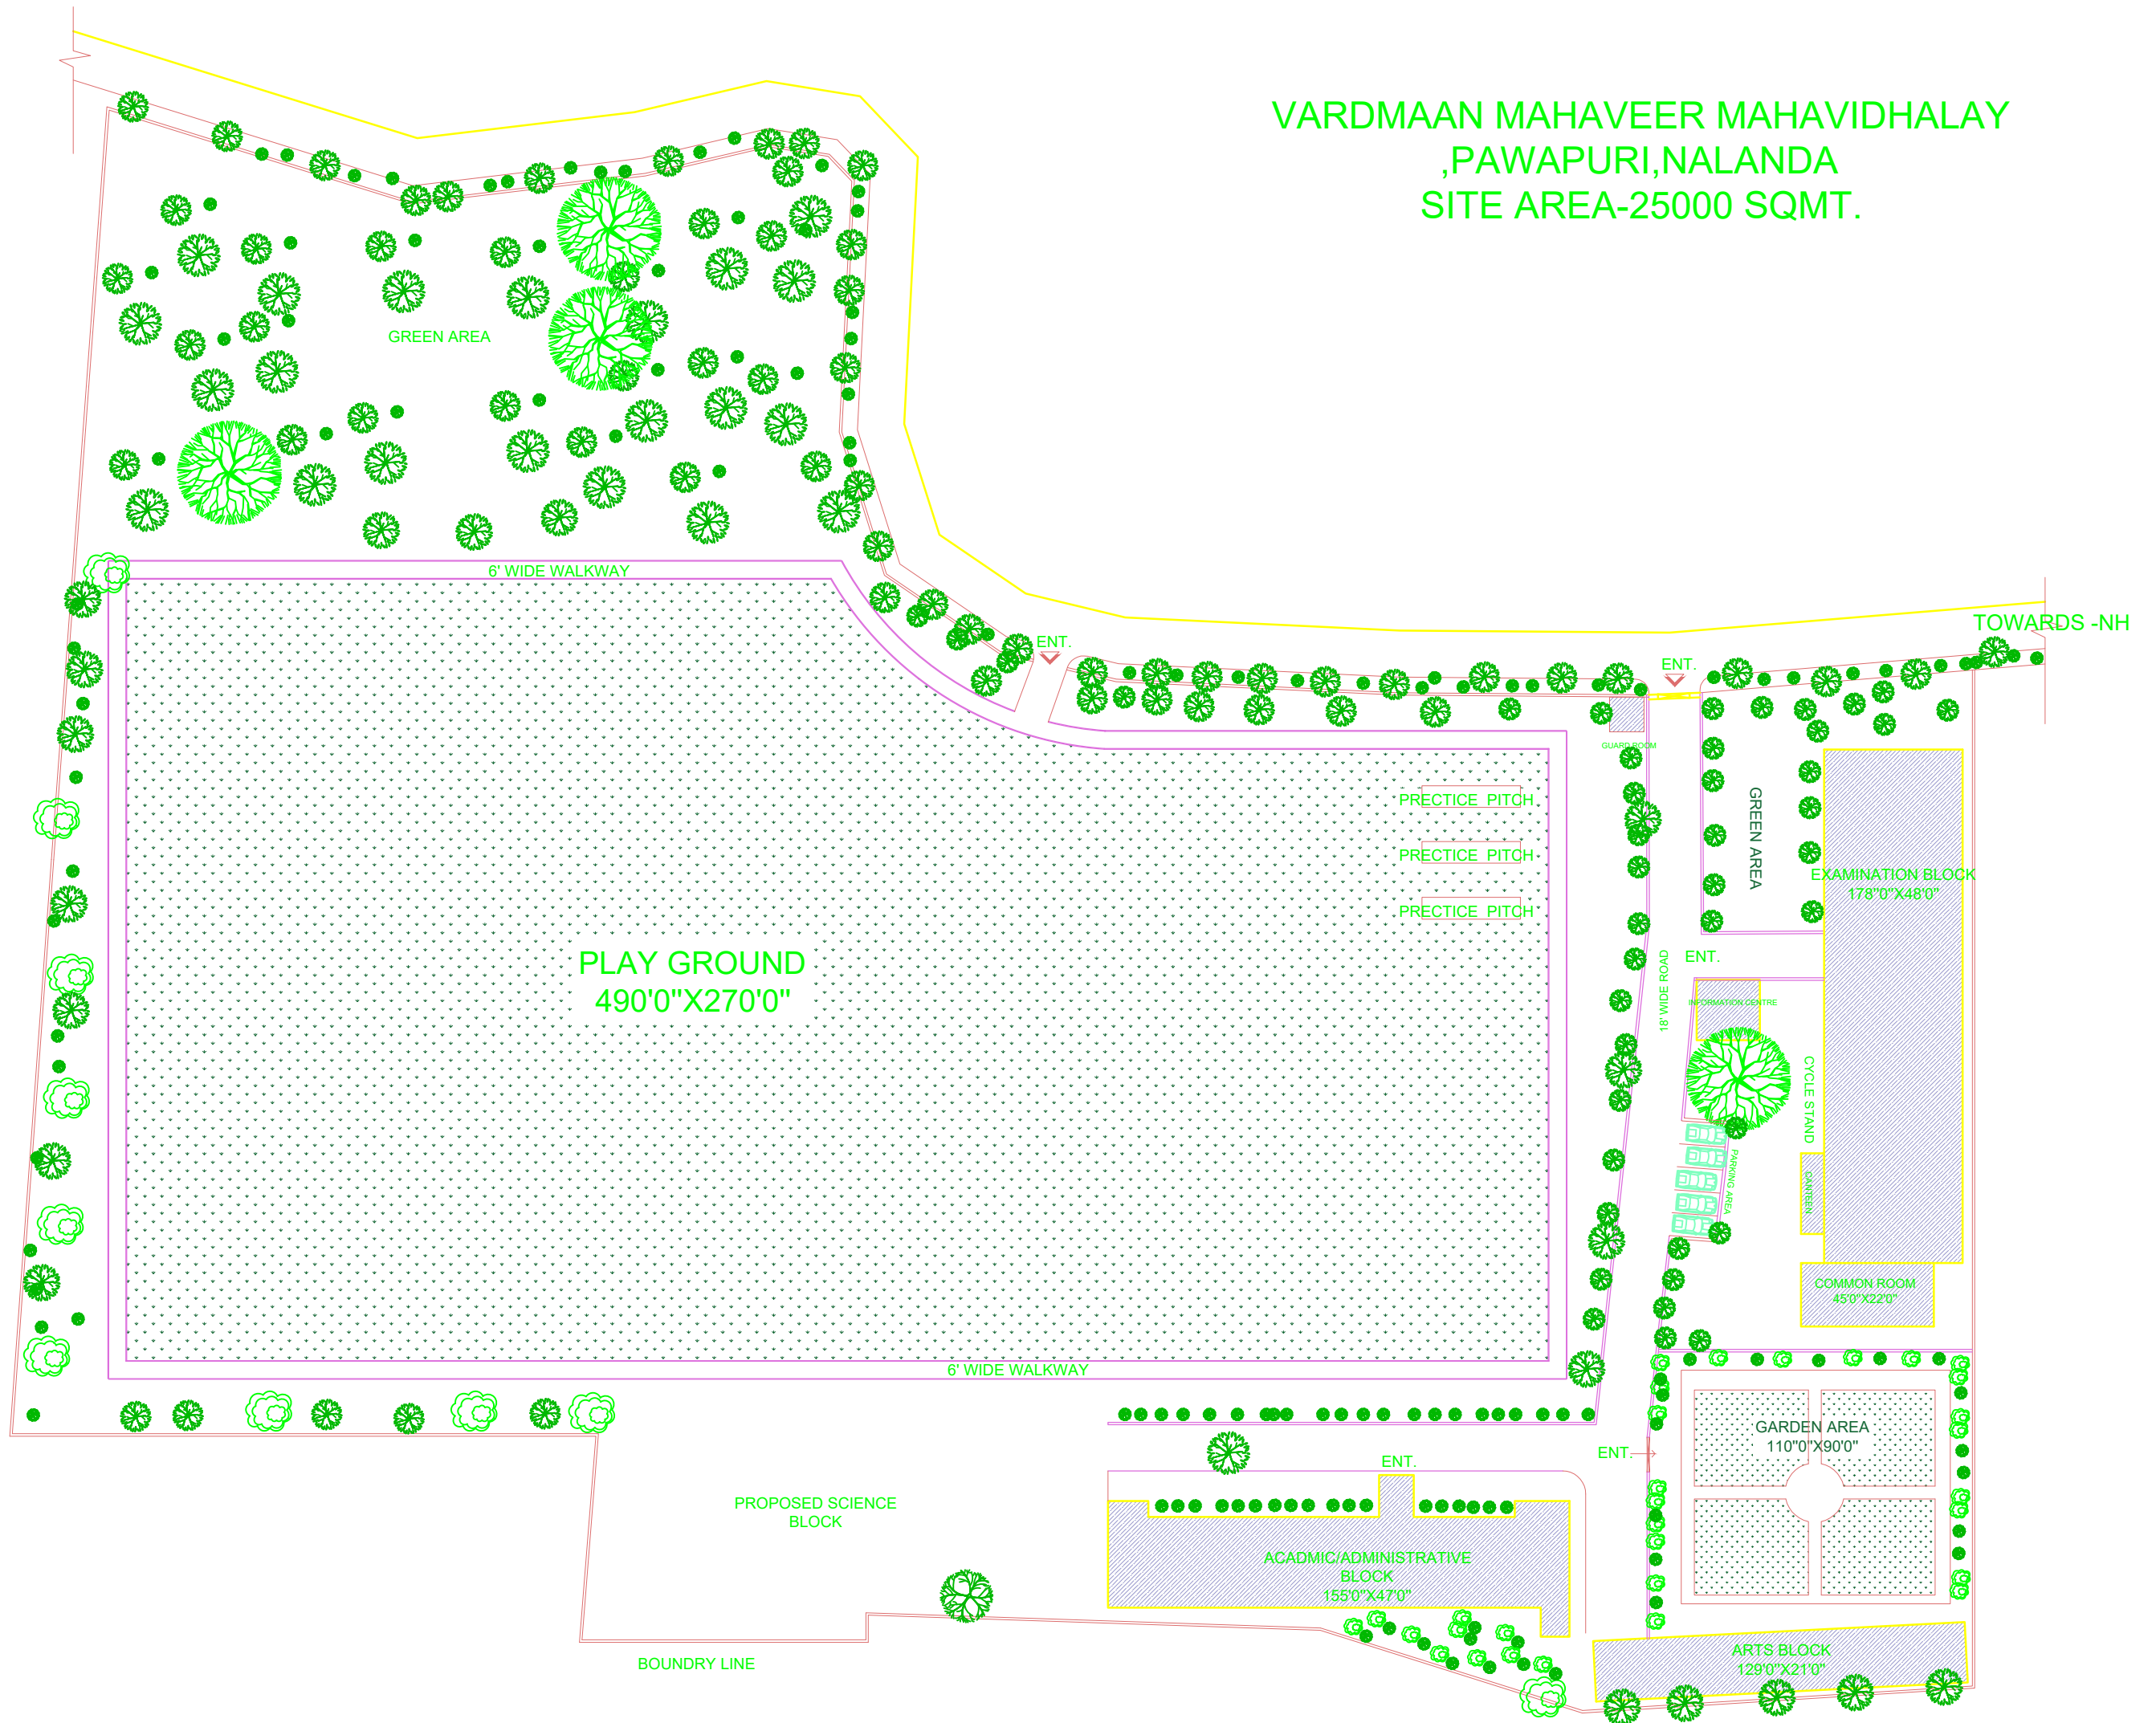 VARDMAAN MAHAVEER MAHAVIDHALAY
,PAWAPURI,NALANDA
SITE AREA-25000 SQMT.
GREEN AREA
6' WIDE WALKWAY
ENT.
ENT.
TOWARDS -NH
GUARD ROOM
PRECTICE PITCH
PRECTICE PITCH
PRECTICE PITCH
GREEN AREA
EXAMINATION BLOCK
178"0"X48'0"
PLAY GROUND
490'0"X270'0"
18' WIDE ROAD
ENT.
INFORMATION CENTRE
CYCLE STAND
PARKING AREA
CANTEEN
COMMON ROOM
45'0"X22'0"
6' WIDE WALKWAY
GARDEN AREA
110"0"X90'0"
ENT.
ENT.
PROPOSED SCIENCE
BLOCK
ACADMIC/ADMINISTRATIVE
BLOCK
155'0"X47'0"
BOUNDRY LINE
ARTS BLOCK
129'0"X21'0"